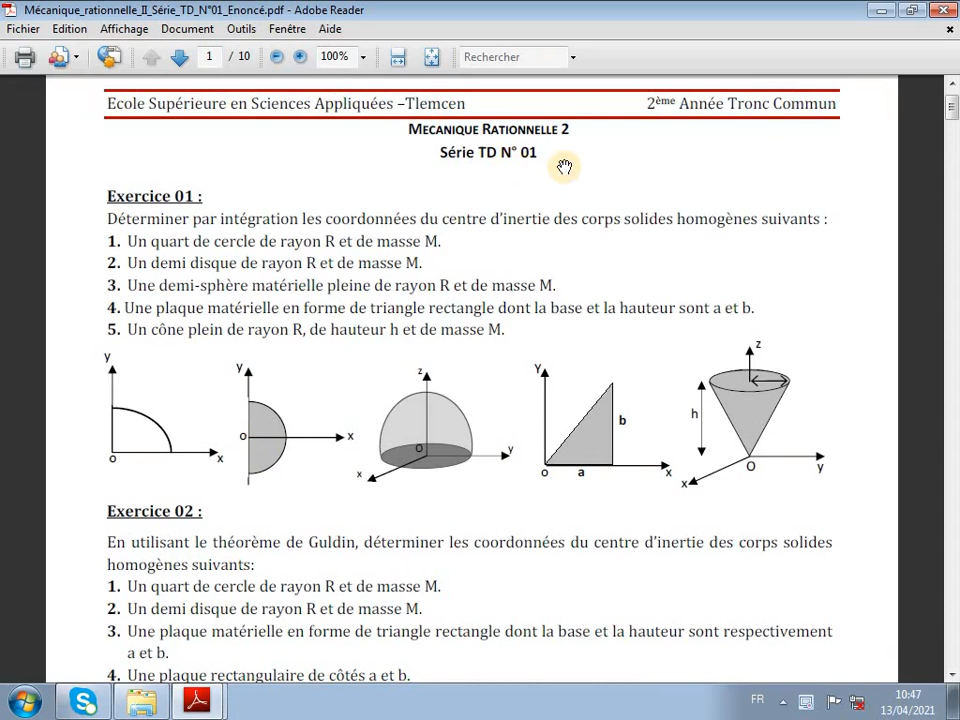 Mécanique_rationnelle_II_Série_TD_N°01_Enoncé.pdf - Adobe Reader
Fichier Edition Affichage Document Outils Fenêtre Aide
1 / 10 100% Rechercher
Ecole Supérieure en Sciences Appliquées –Tlemcen 2ème Année Tronc Commun
MECANIQUE RATIONNELLE 2
Série TD N° 01
Exercice 01 :
Déterminer par intégration les coordonnées du centre d'inertie des corps solides homogènes suivants :
1. Un quart de cercle de rayon R et de masse M.
2. Un demi disque de rayon R et de masse M.
3. Une demi-sphère matérielle pleine de rayon R et de masse M.
4. Une plaque matérielle en forme de triangle rectangle dont la base et la hauteur sont a et b.
5. Un cône plein de rayon R, de hauteur h et de masse M.
y
o x
y
o x
z
O y
x
Y
b
o a x
z
h
O y
x
Exercice 02 :
En utilisant le théorème de Guldin, déterminer les coordonnées du centre d'inertie des corps solides
homogènes suivants:
1. Un quart de cercle de rayon R et de masse M.
2. Un demi disque de rayon R et de masse M.
3. Une plaque matérielle en forme de triangle rectangle dont la base et la hauteur sont respectivement
a et b.
4. Une plaque rectangulaire de côtés a et b.
FR
10:47
13/04/2021